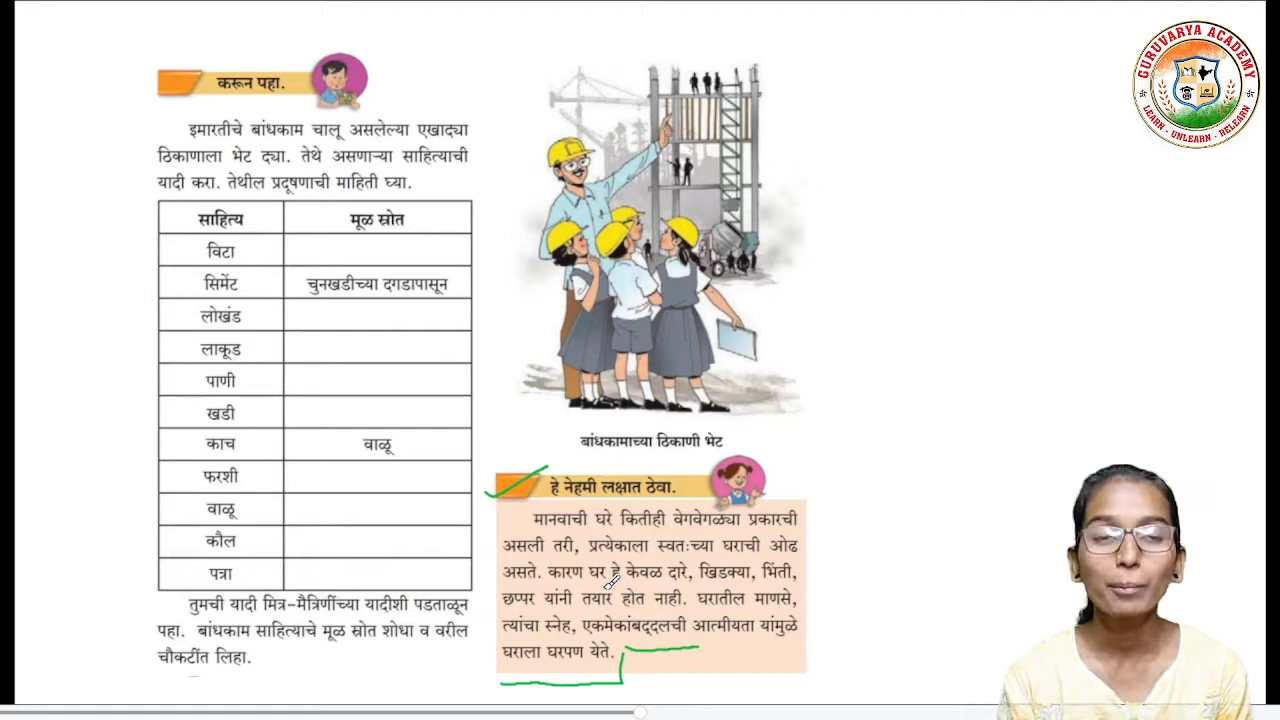 करून पहा.
इमारतीचे बांधकाम चालू असलेल्या एखाद्या
ठिकाणाला भेट द्या. तेथे असणाऱ्या साहित्याची
यादी करा. तेथील प्रदूषणाची माहिती घ्या.
साहित्य मूळ स्रोत
विटा
सिमेंट चुनखडीच्या दगडापासून
लोखंड
लाकूड
पाणी
खडी
काच वाळू
फरशी
वाळू
कौल
पत्रा
तुमची यादी मित्र-मैत्रिणींच्या यादीशी पडताळून
पहा. बांधकाम साहित्याचे मूळ स्रोत शोधा व वरील
चौकटींत लिहा.
बांधकामाच्या ठिकाणी भेट
हे नेहमी लक्षात ठेवा.
मानवाची घरे कितीही वेगवेगळ्या प्रकारची
असली तरी, प्रत्येकाला स्वतःच्या घराची ओढ
असते. कारण घर हे केवळ दारे, खिडक्या, भिंती,
छप्पर यांनी तयार होत नाही. घरातील माणसे,
त्यांचा स्नेह, एकमेकांबद्दलची आत्मीयता यांमुळे
घराला घरपण येते.
GURUVARYA ACADEMY
LEARN - UNLEARN - RELEARN